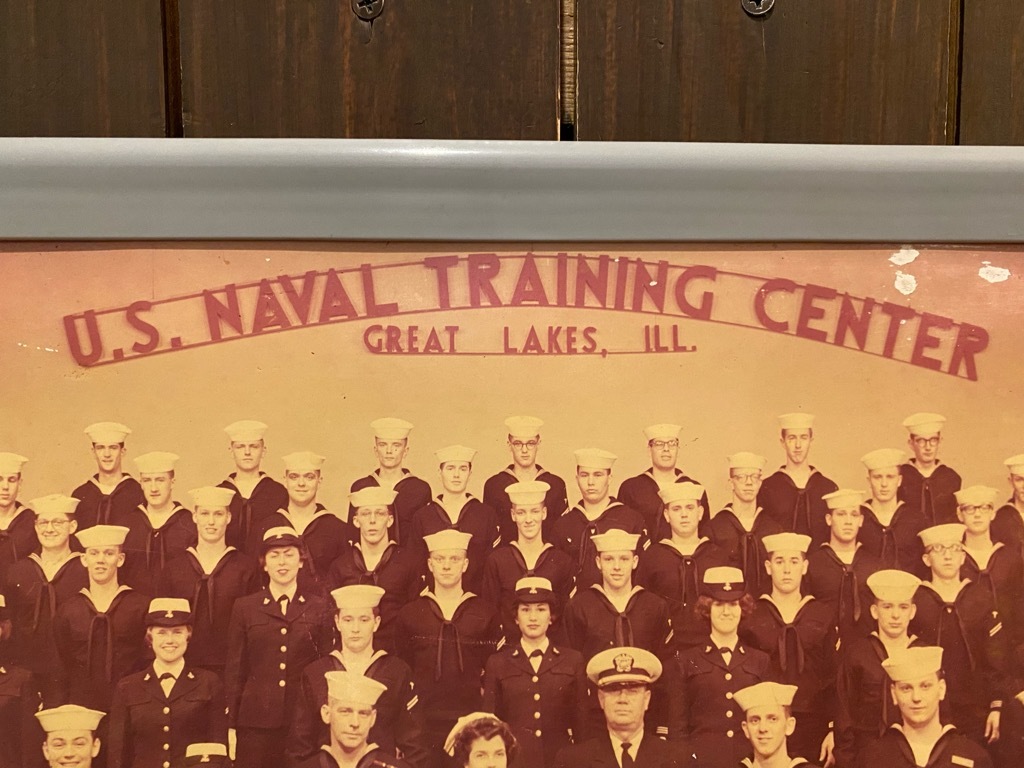 U.S. NAVAL TRAINING CENTER
GREAT LAKES, ILL.